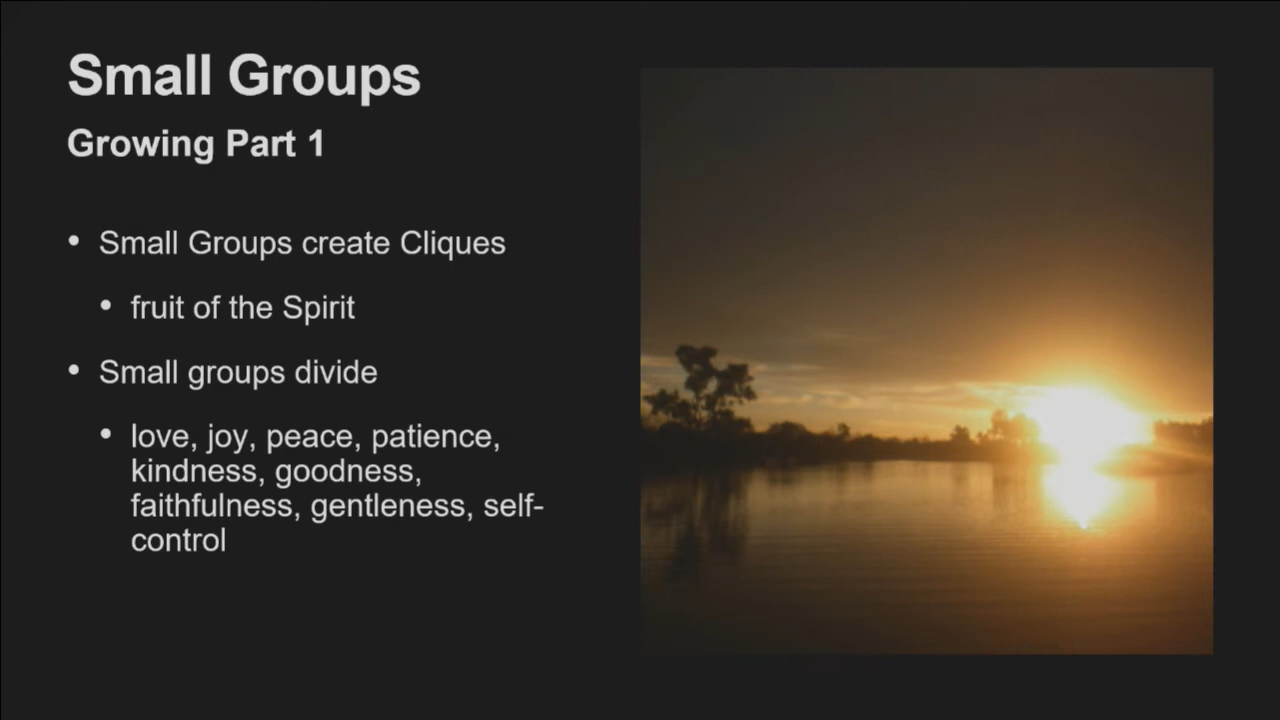 Small Groups
Growing Part 1
• Small Groups create Cliques
• fruit of the Spirit
• Small groups divide
• love, joy, peace, patience,
kindness, goodness,
faithfulness, gentleness, self-
control